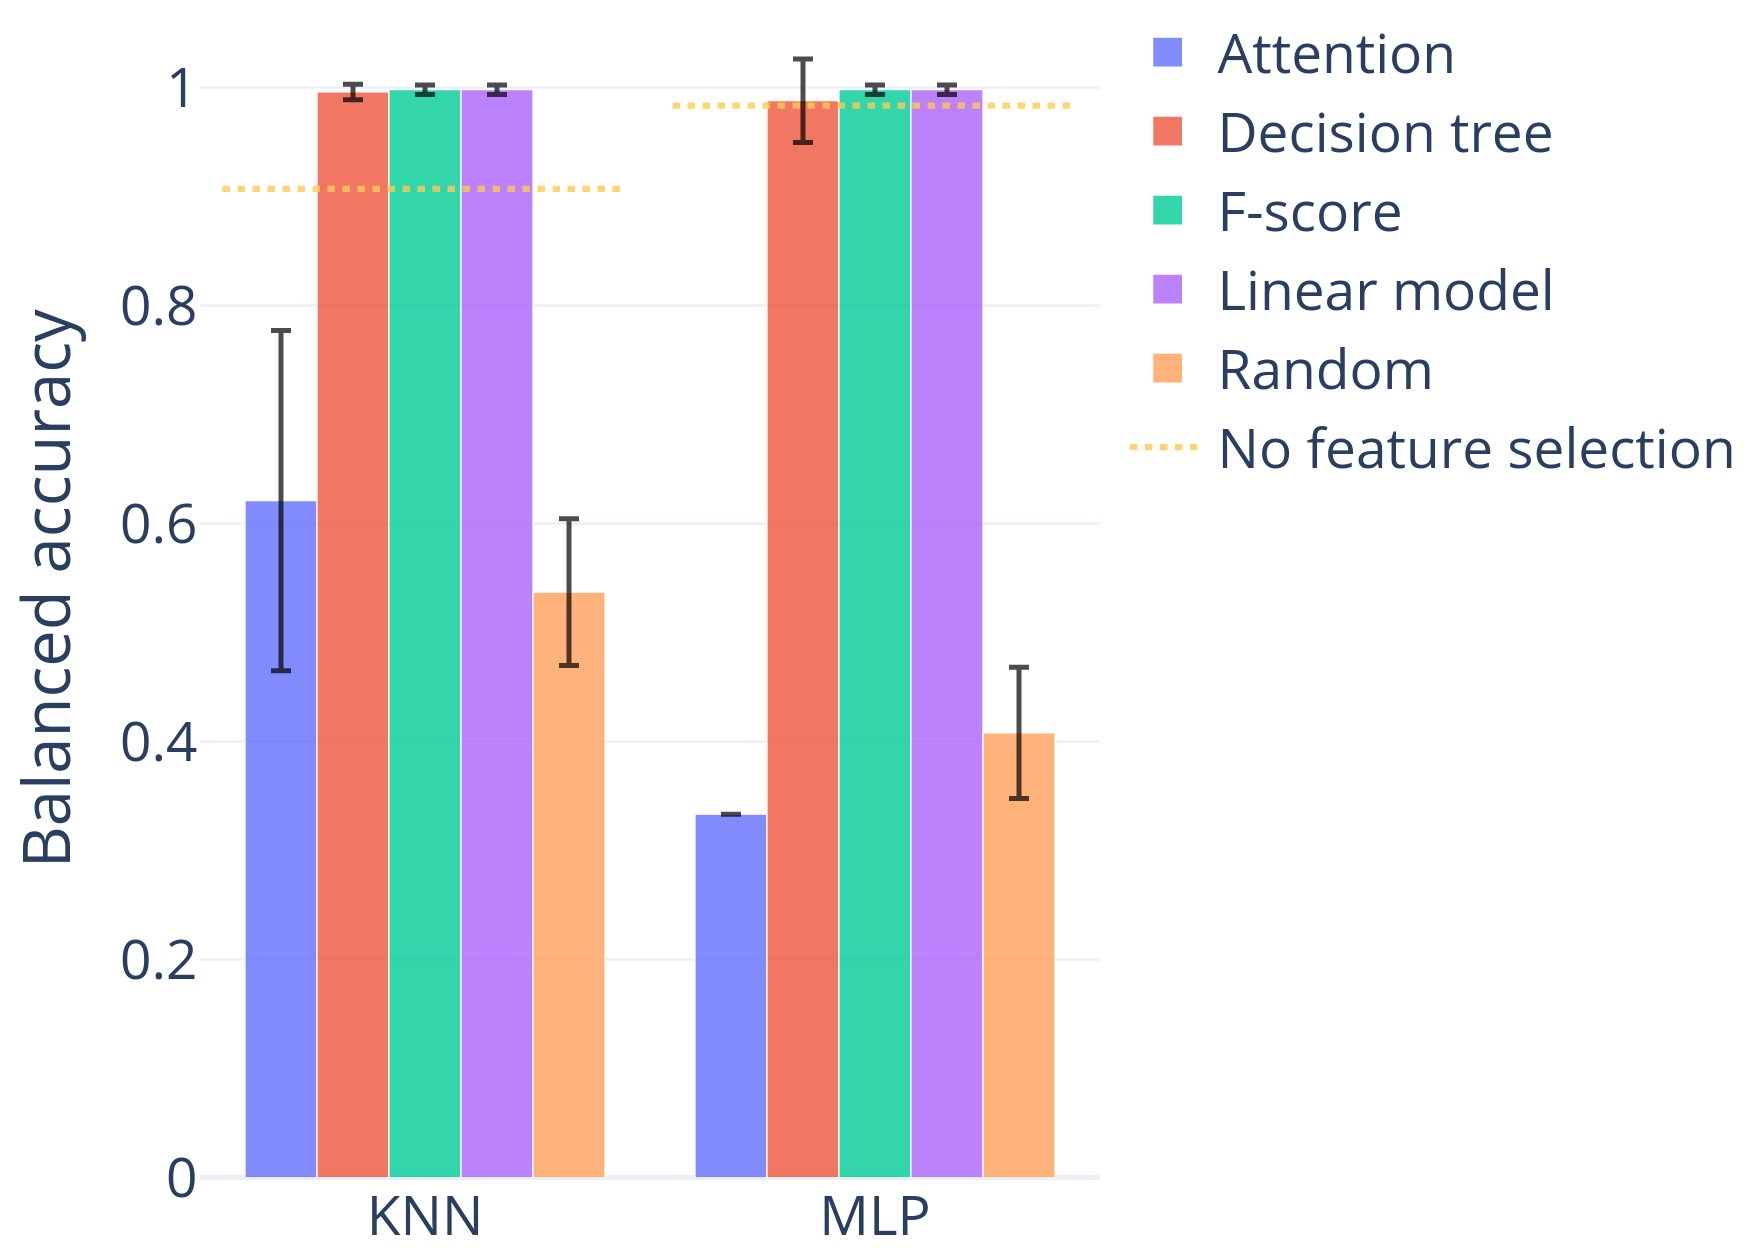 Balanced accuracy
1
0.8
0.6
0.4
0.2
0
KNN
MLP
Attention
Decision tree
F-score
Linear model
Random
No feature selection